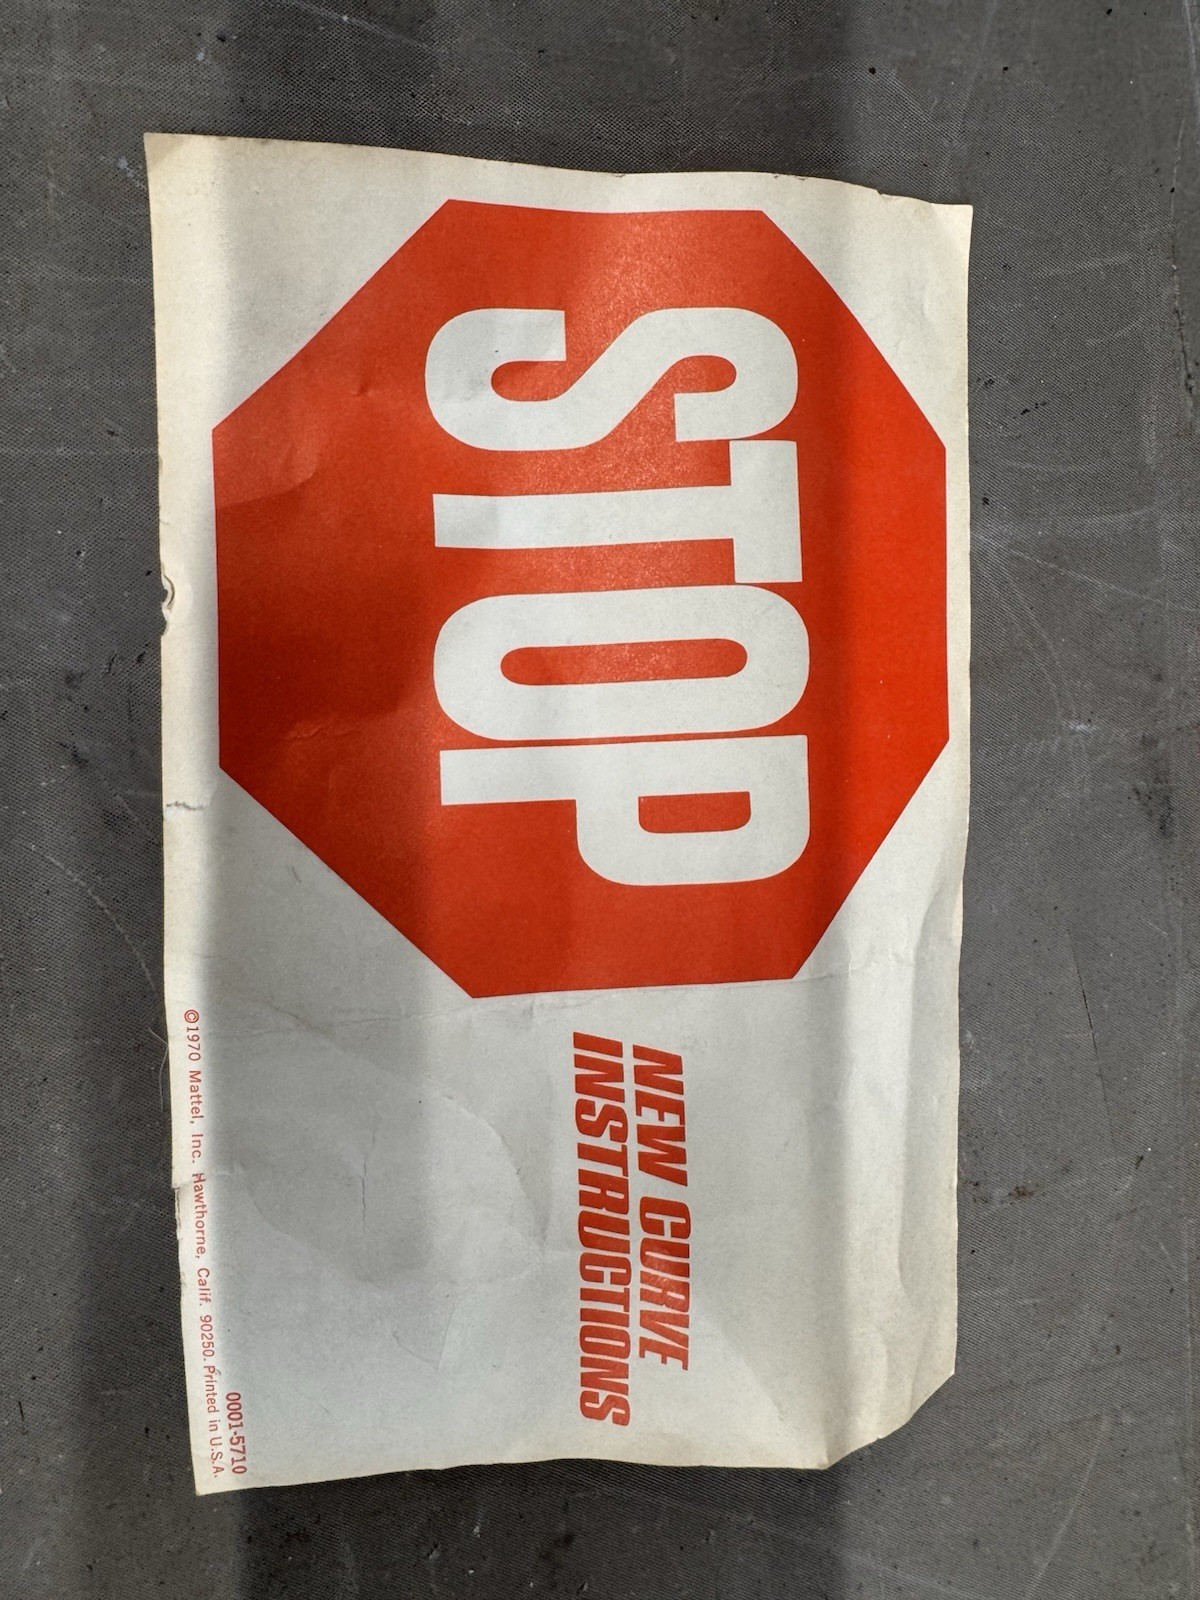 STOP
NEW CURVE
INSTRUCTIONS
0001-5710
©1970 Mattel, Inc. Hawthorne, Calif. 90250. Printed in U.S.A.